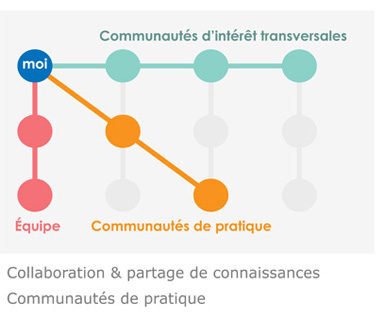 Communautés d'intérêt transversales
moi
Équipe
Communautés de pratique
Collaboration & partage de connaissances
Communautés de pratique